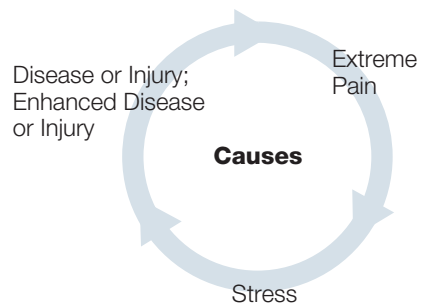 Disease or Injury;
Enhanced Disease
or Injury
Extreme
Pain
Causes
Stress